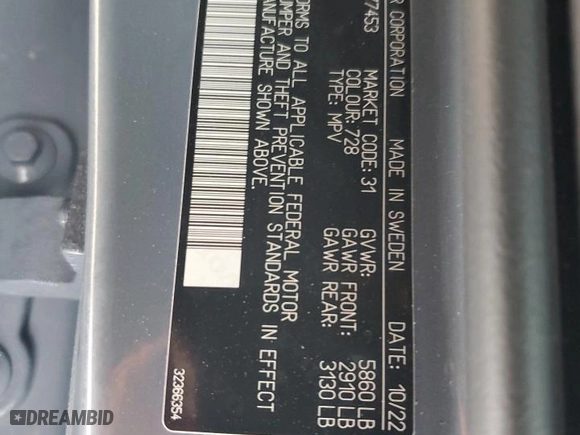 R CORPORATION MADE IN SWEDEN DATE: 10/22
7453
MARKET CODE: 31 GVWR: 5860 LB
COLOUR: 728 GAWR FRONT: 2910 LB
TYPE: MPV GAWR REAR: 3130 LB
ORMS TO ALL APPLICABLE FEDERAL MOTOR
UMPER AND THEFT PREVENTION STANDARDS IN EFFECT
MANUFACTURE SHOWN ABOVE.
32366354
DREAMBID